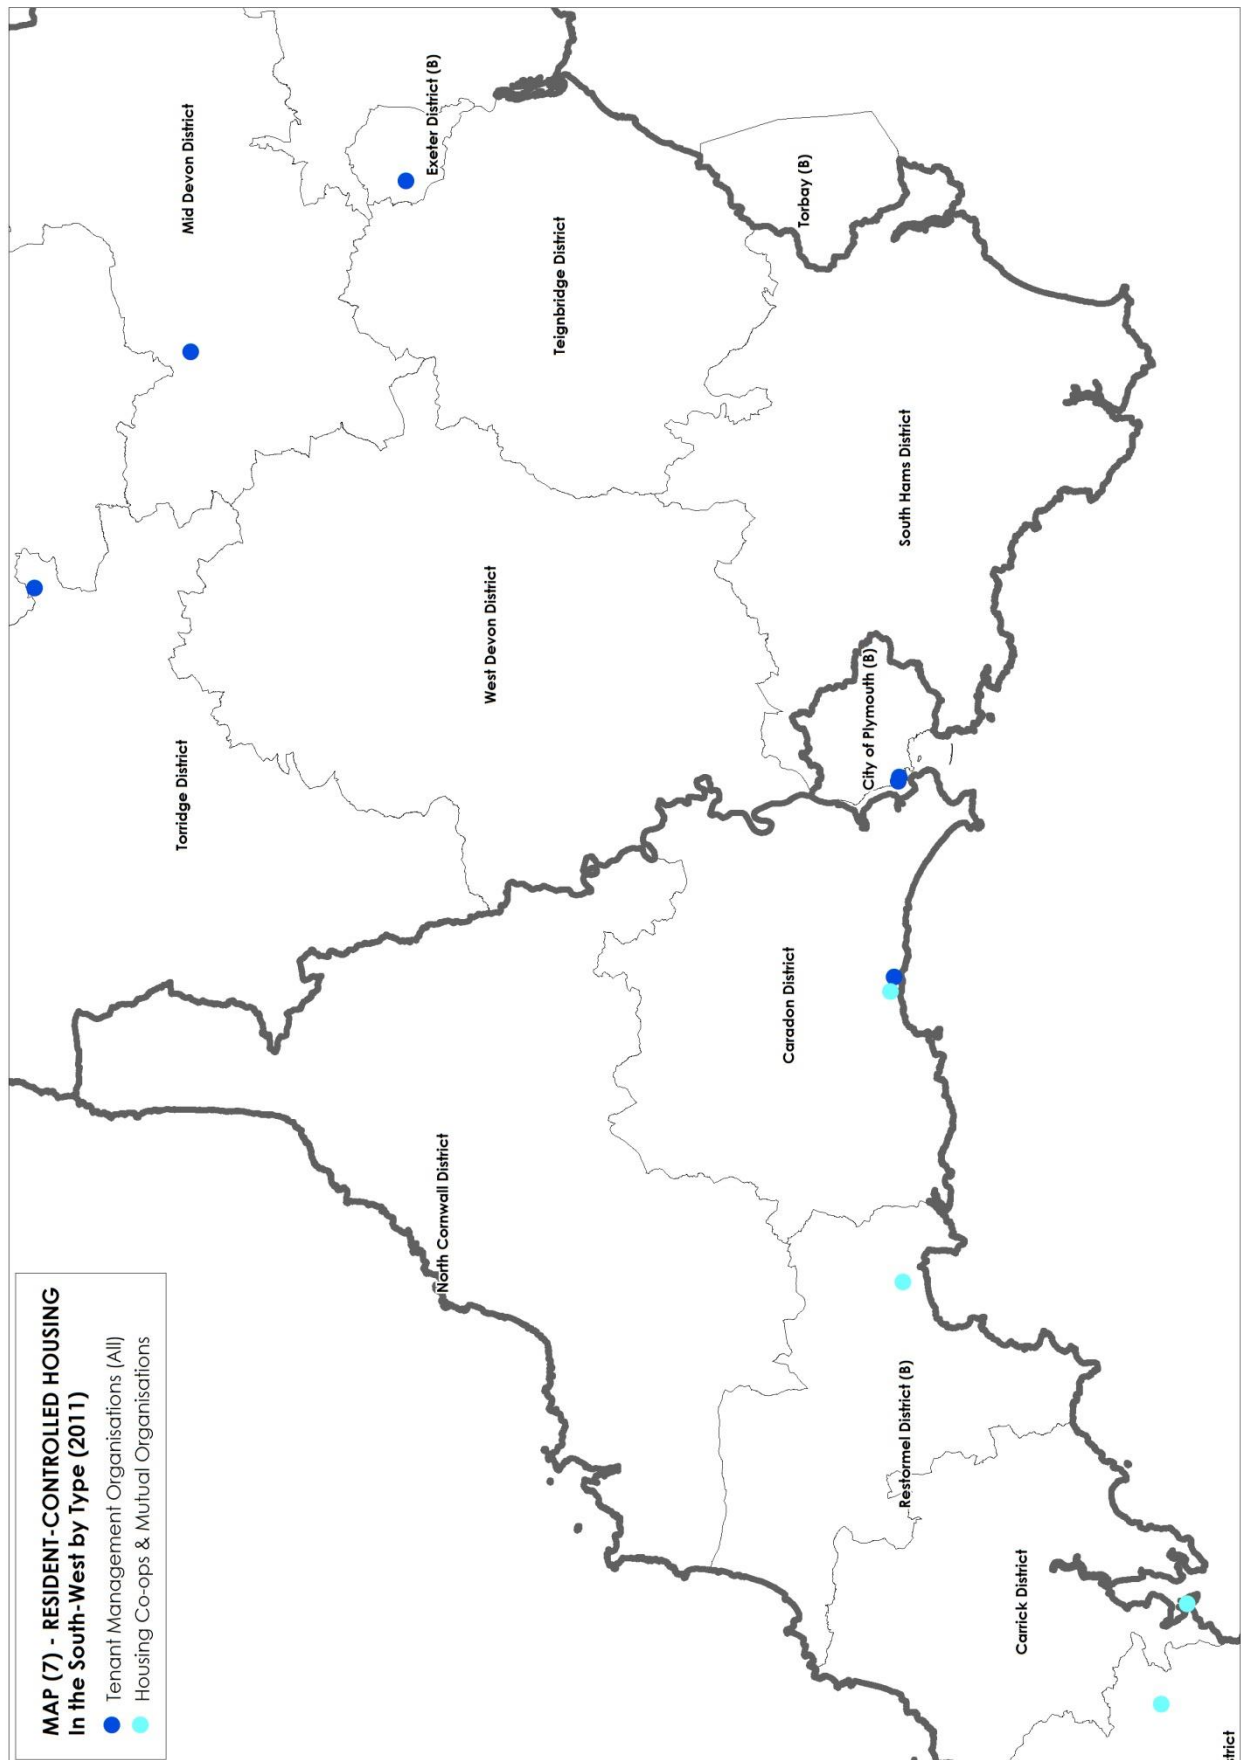 MAP (7) - RESIDENT-CONTROLLED HOUSING
In the South-West by Type (2011)
Tenant Management Organisations (All)
Housing Co-ops & Mutual Organisations
Mid Devon District
Exeter District (B)
Torridge District
Teignbridge District
Torbay (B)
West Devon District
South Hams District
City of Plymouth (B)
North Cornwall District
Caradon District
Restormel District (B)
Carrick District
trict